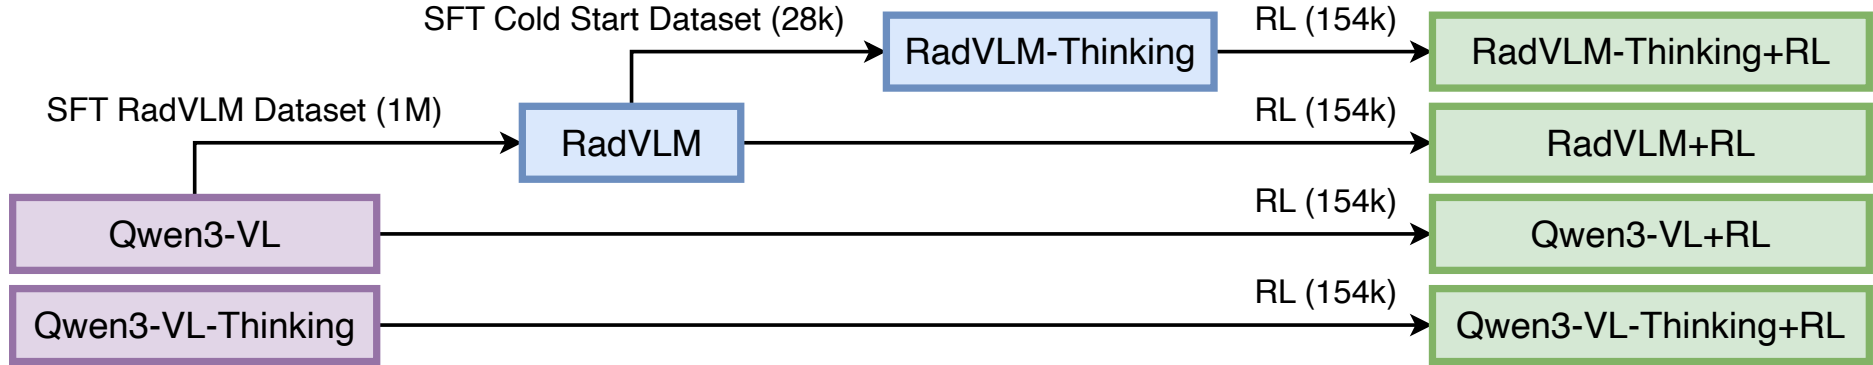 SFT Cold Start Dataset (28k)
RL (154k)
RadVLM-Thinking
RadVLM-Thinking+RL
SFT RadVLM Dataset (1M)
RL (154k)
RadVLM
RadVLM+RL
RL (154k)
Qwen3-VL
Qwen3-VL+RL
RL (154k)
Qwen3-VL-Thinking
Qwen3-VL-Thinking+RL